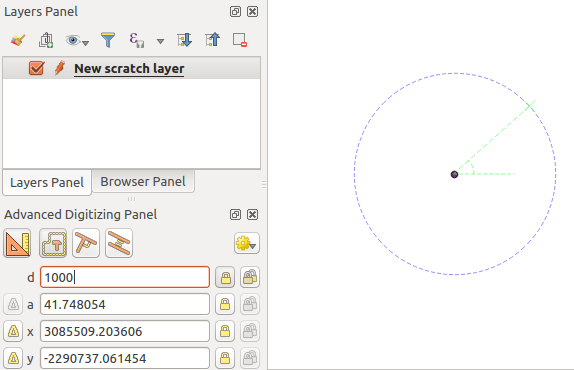 Layers Panel
New scratch layer
Layers Panel
Browser Panel
Advanced Digitizing Panel
d 1000
a 41.748054
x 3085509.203606
y -2290737.061454